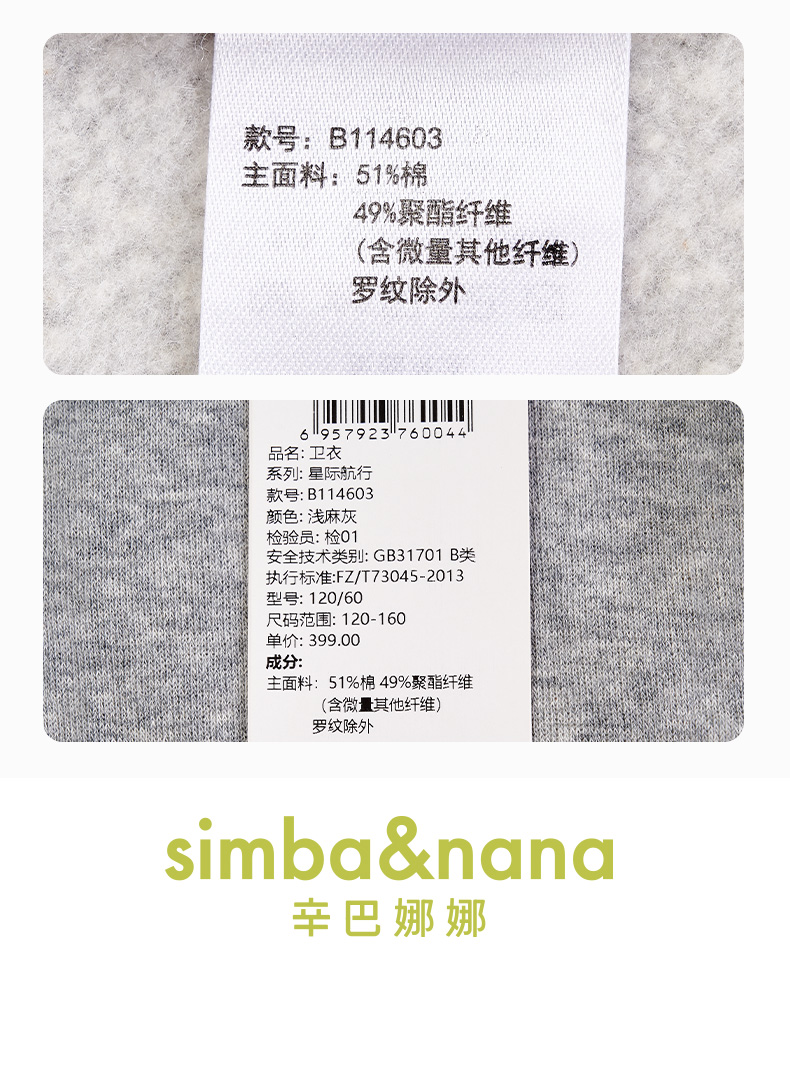 款号：B114603
主面料：51%棉
49%聚酯纤维
(含微量其他纤维)
罗纹除外
6 957923 760044
品名: 卫衣
系列: 星际航行
款号: B114603
颜色: 浅麻灰
检验员: 检01
安全技术类别: GB31701 B类
执行标准:FZ/T73045-2013
型号: 120/60
尺码范围: 120-160
单价: 399.00
成分:
主面料: 51%棉 49%聚酯纤维
(含微量其他纤维)
罗纹除外
simba&nana
辛巴娜娜